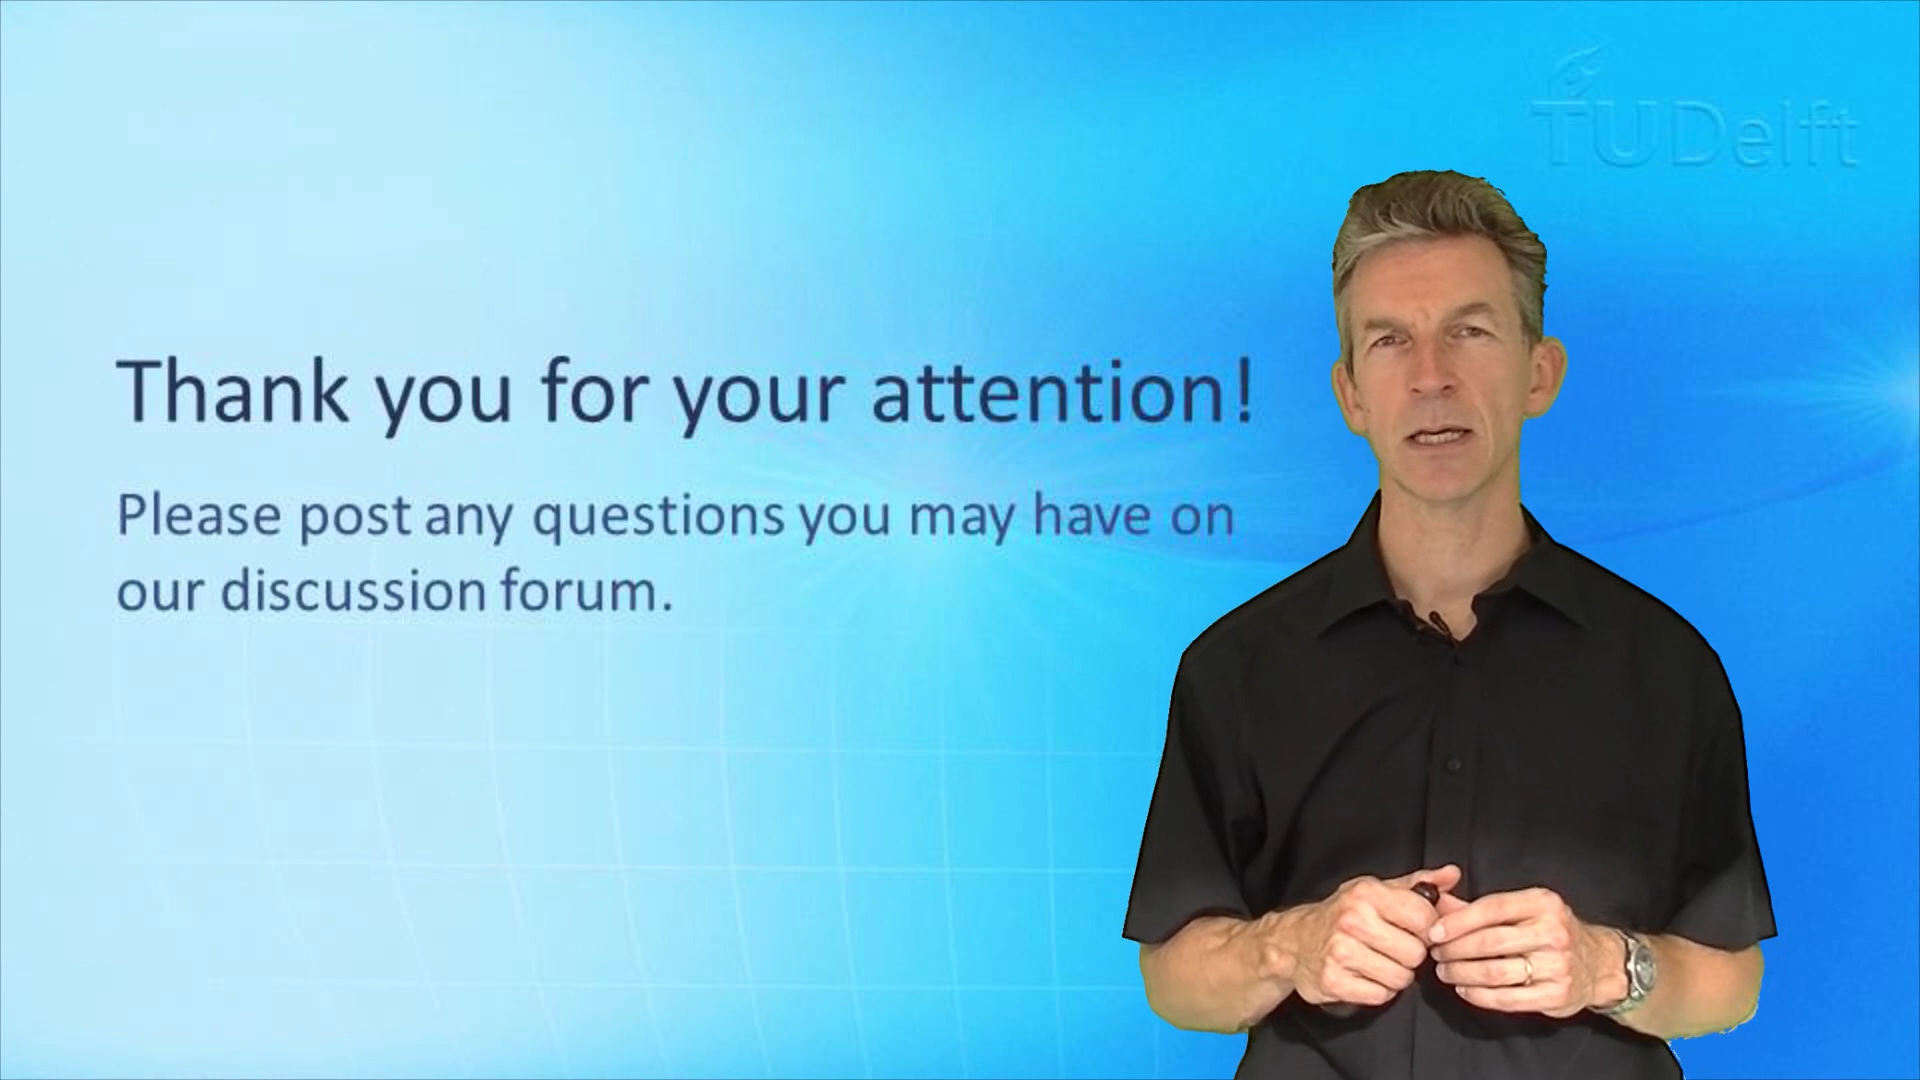 TUDelft
Thank you for your attention!
Please post any questions you may have on
our discussion forum.